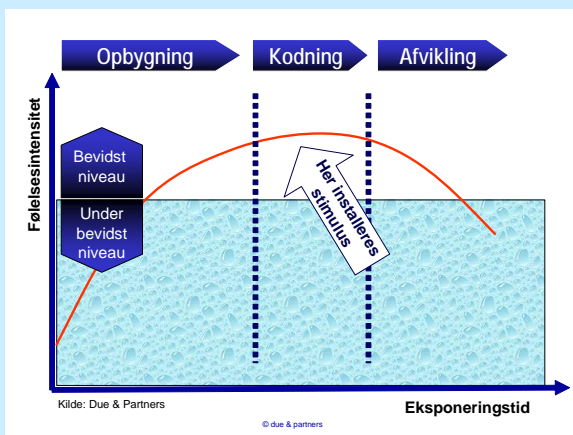 Opbygning
Kodning
Afvikling
Følelsesintensitet
Bevidst
niveau
Under
bevidst
niveau
Her installeres
stimulus
Kilde: Due & Partners
Eksponeringstid
© due & partners